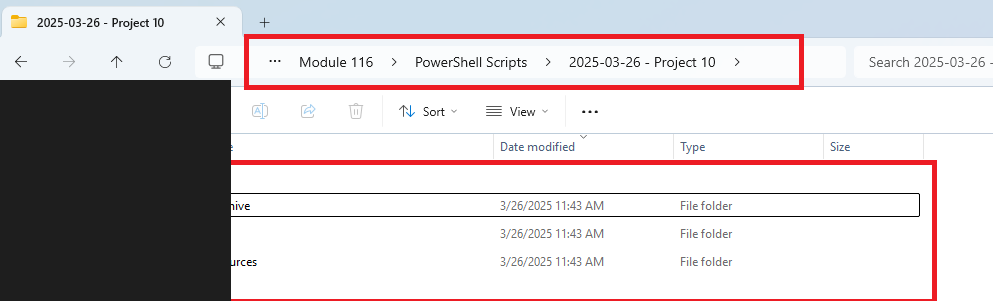 2025-03-26 - Project 10
Module 116 > PowerShell Scripts > 2025-03-26 - Project 10 >
Search 2025-03-26 -
Sort
View
Date modified
Type
Size
3/26/2025 11:43 AM
File folder
3/26/2025 11:43 AM
File folder
3/26/2025 11:43 AM
File folder